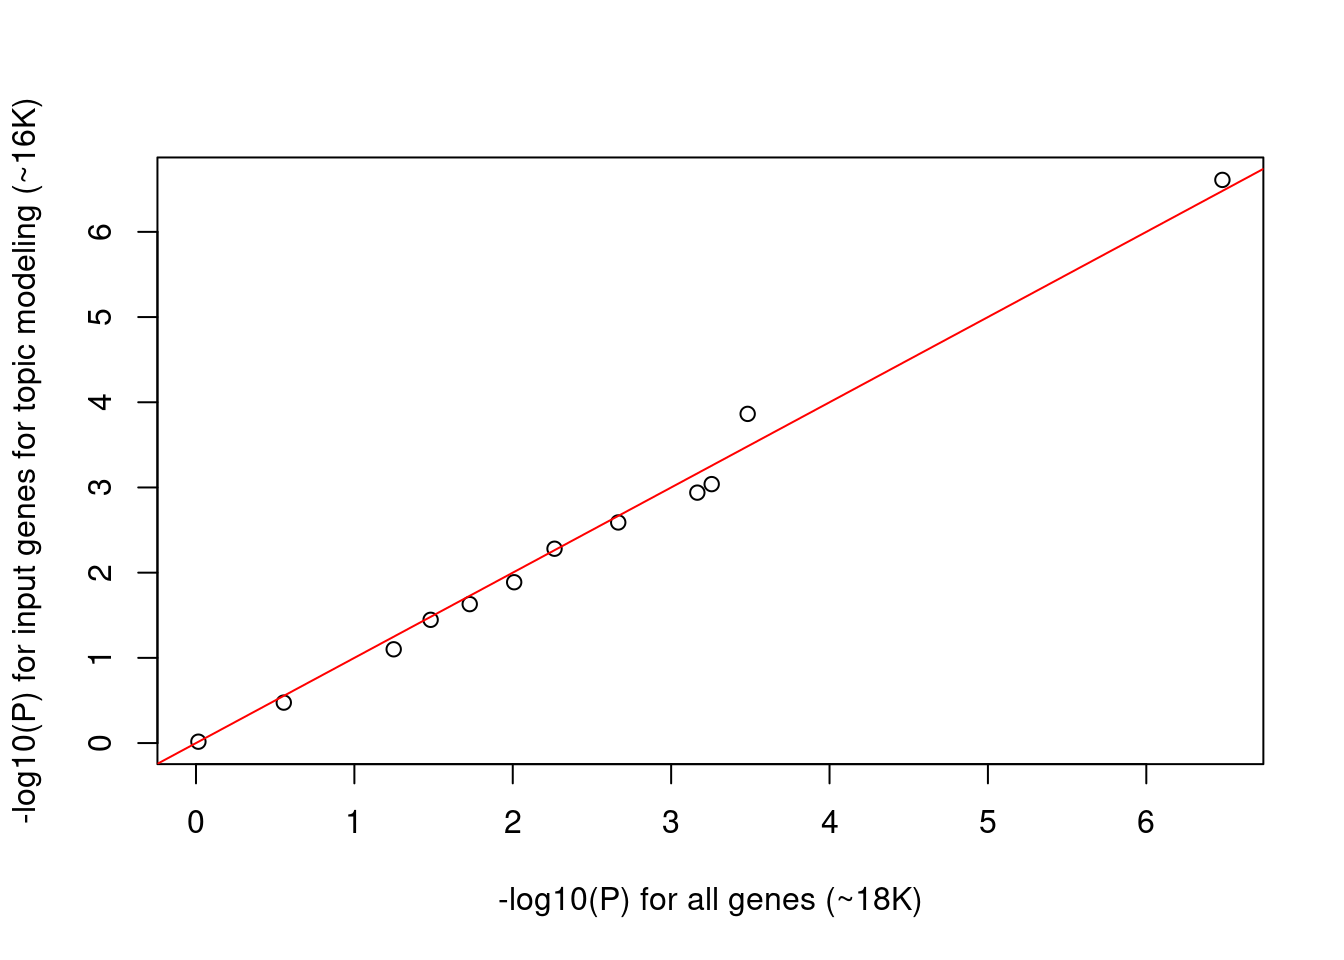 -log10(P) for input genes for topic modeling (~16K)
6
5
4
3
2
1
0
0 1 2 3 4 5 6
-log10(P) for all genes (~18K)